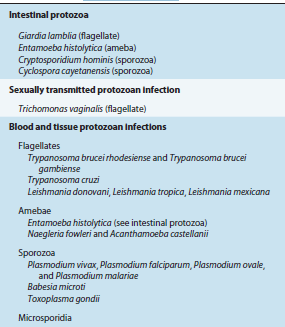 Intestinal protozoa
Giardia lamblia (flagellate)
Entamoeba histolytica (ameba)
Cryptosporidium hominis (sporozoa)
Cyclospora cayetanensis (sporozoa)
Sexually transmitted protozoan infection
Trichomonas vaginalis (flagellate)
Blood and tissue protozoan infections
Flagellates
Trypanosoma brucei rhodesiense and Trypanosoma brucei
gambiense
Trypanosoma cruzi
Leishmania donovani, Leishmania tropica, Leishmania mexicana
Amebae
Entamoeba histolytica (see intestinal protozoa)
Naegleria fowleri and Acanthamoeba castellanii
Sporozoa
Plasmodium vivax, Plasmodium falciparum, Plasmodium ovale,
and Plasmodium malariae
Babesia microti
Toxoplasma gondii
Microsporidia